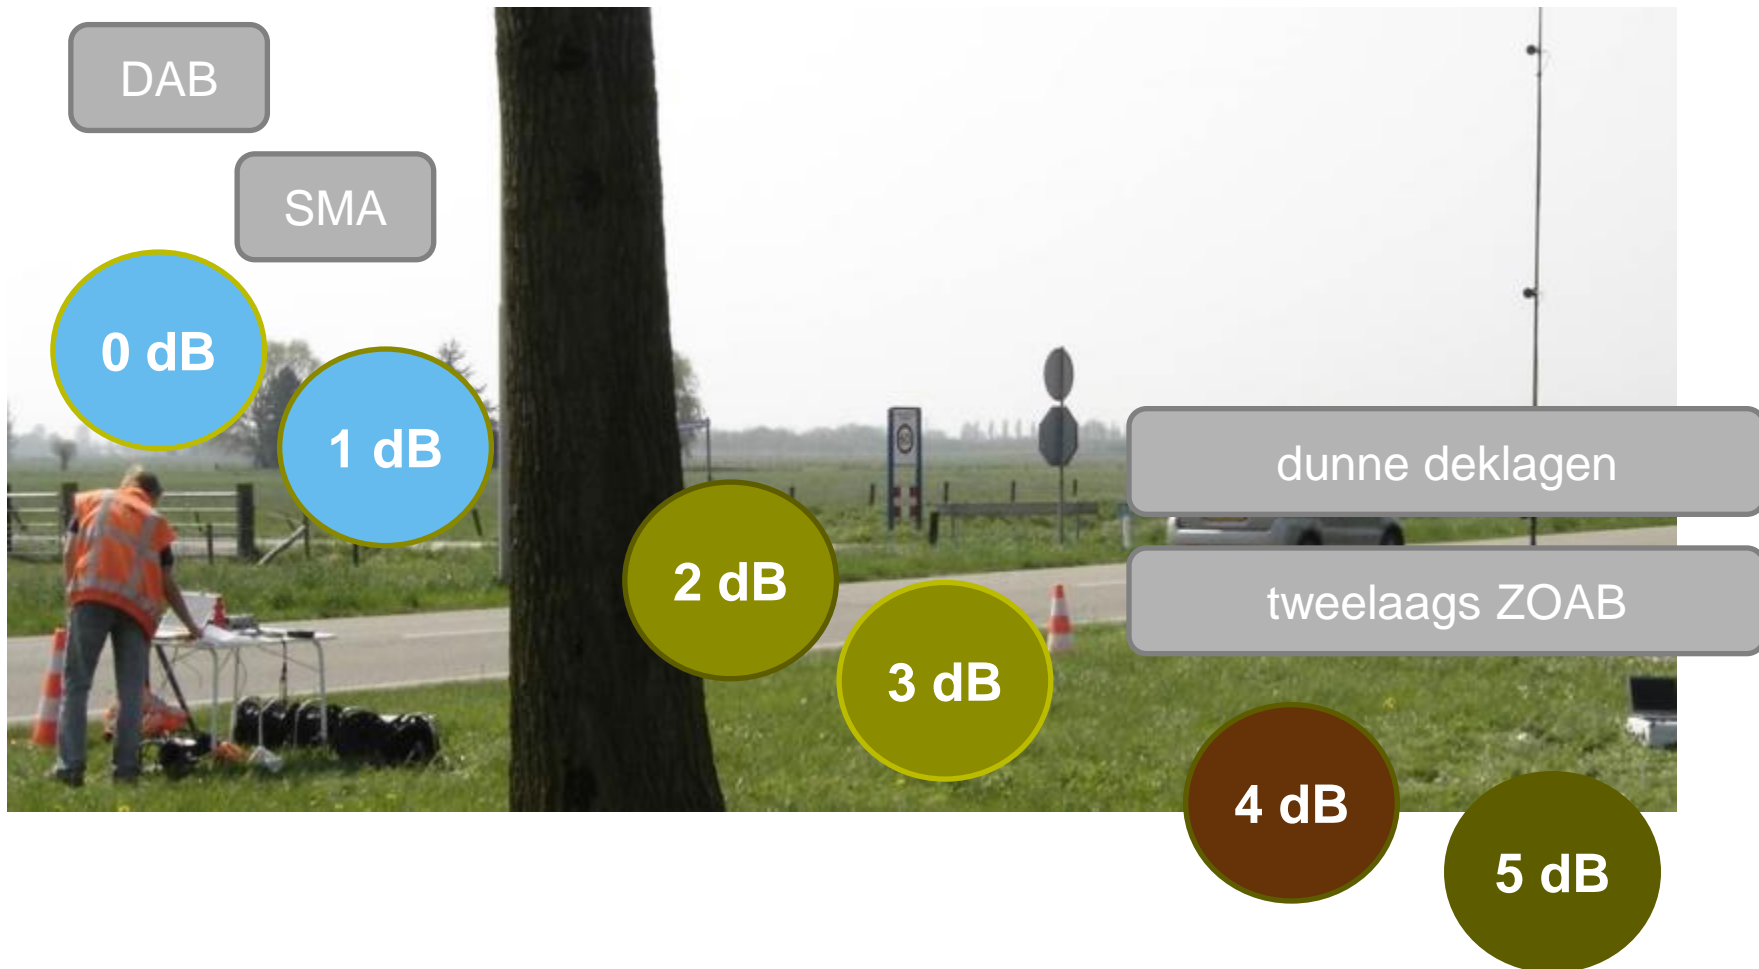 DAB
SMA
0 dB
1 dB
dunne deklagen
2 dB
tweelaags ZOAB
3 dB
4 dB
5 dB